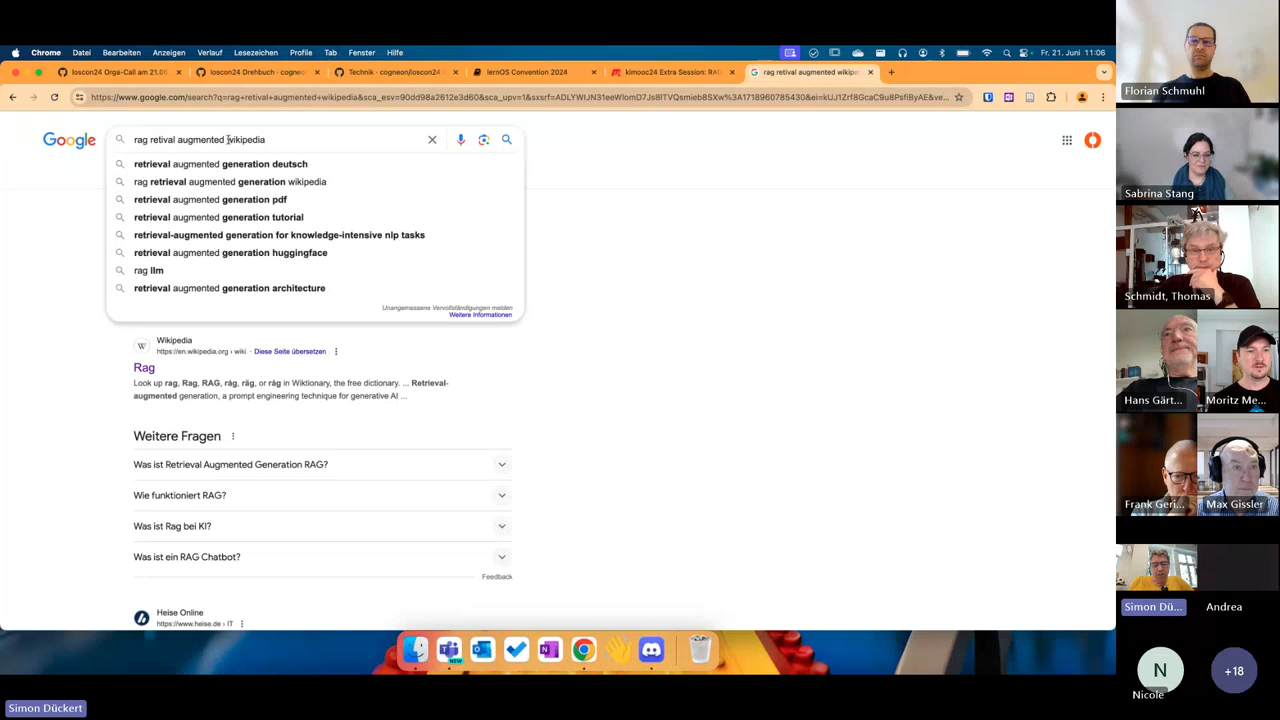 Chrome Datei Bearbeiten Anzeigen Verlauf Lesezeichen Profile Tab Fenster Hilfe
Fr. 21. Juni 11:06
loscon24 Orga-Call am 21.06
loscon24 Drehbuch - cogneo
Technik - cogneon/loscon24
lernOS Convention 2024
kimooc24 Extra Session: RAG
rag retival augmented wikipe
Google
rag retival augmented wikipedia
retrieval augmented generation deutsch
rag retrieval augmented generation wikipedia
retrieval augmented generation pdf
retrieval augmented generation tutorial
retrieval-augmented generation for knowledge-intensive nlp tasks
retrieval augmented generation huggingface
rag llm
retrieval augmented generation architecture
Unangemessene Vervollständigungen melden
Weitere Informationen
W
Wikipedia
https://en.wikipedia.org › wiki · Diese Seite übersetzen
Rag
Look up rag, Rag, RAG, råg, räg, or råg in Wiktionary, the free dictionary. ... Retrieval-
augmented generation, a prompt engineering technique for generative AI ...
Weitere Fragen
Was ist Retrieval Augmented Generation RAG?
Wie funktioniert RAG?
Was ist Rag bei KI?
Was ist ein RAG Chatbot?
Feedback
Heise Online
https://www.heise.de › IT
NEW
Simon Dückert
Florian Schmuhl
Sabrina Stang
Schmidt, Thomas
Hans Gärt...
Moritz Me...
Frank Geri...
Max Gissler
Simon Dü...
Andrea
N
Nicole
+18